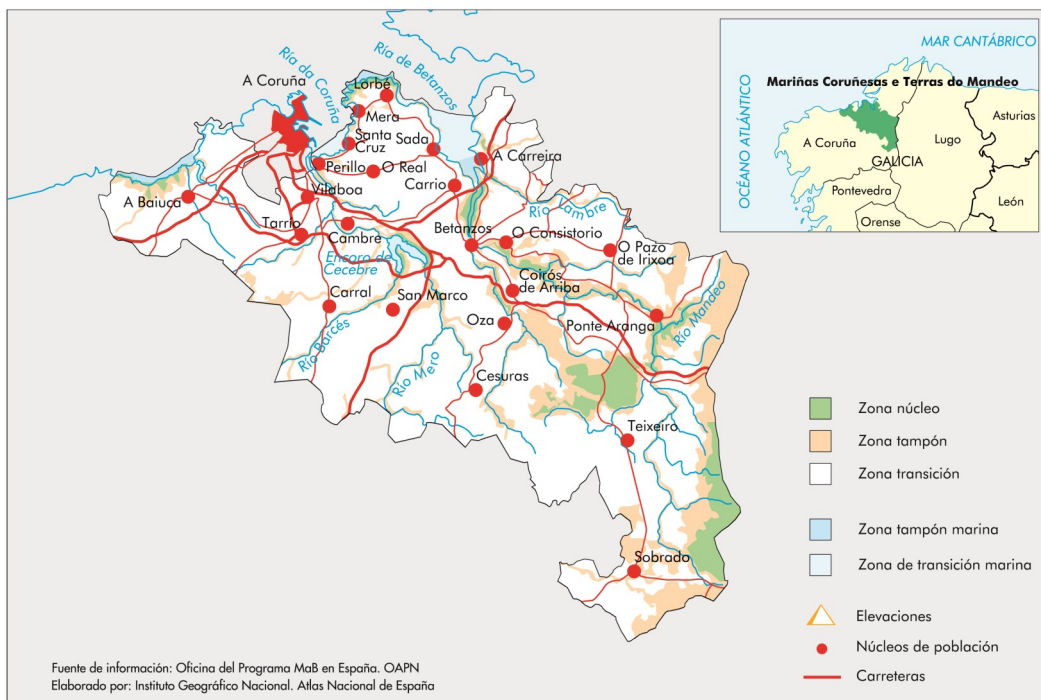 Ría da Coruña
Ría de Betanzos
A Coruña
Lorbé
Mera
Santa
Cruz
Sada
Perillo
O Real
A Carreira
Carrio
A Baiuca
Vilaboa
Río Lambre
Tarrío
Cambre
Betanzos
O Consistorio
O Pazo
de Irixoa
Encoro de
Cecebre
Coirós
de Arriba
Carral
San Marco
Oza
Ponte Aranga
Río Mandeo
Río Barcés
Río Mero
Cesuras
Teixeiro
Sobrado
MAR CANTÁBRICO
Mariñas Coruñesas e Terras do Mandeo
OCÉANO ATLÁNTICO
Asturias
A Coruña
Lugo
GALICIA
Pontevedra
León
Orense
Zona núcleo
Zona tampón
Zona transición
Zona tampón marina
Zona de transición marina
Elevaciones
Núcleos de población
Carreteras
Fuente de información: Oficina del Programa MaB en España. OAPN
Elaborado por: Instituto Geográfico Nacional. Atlas Nacional de España